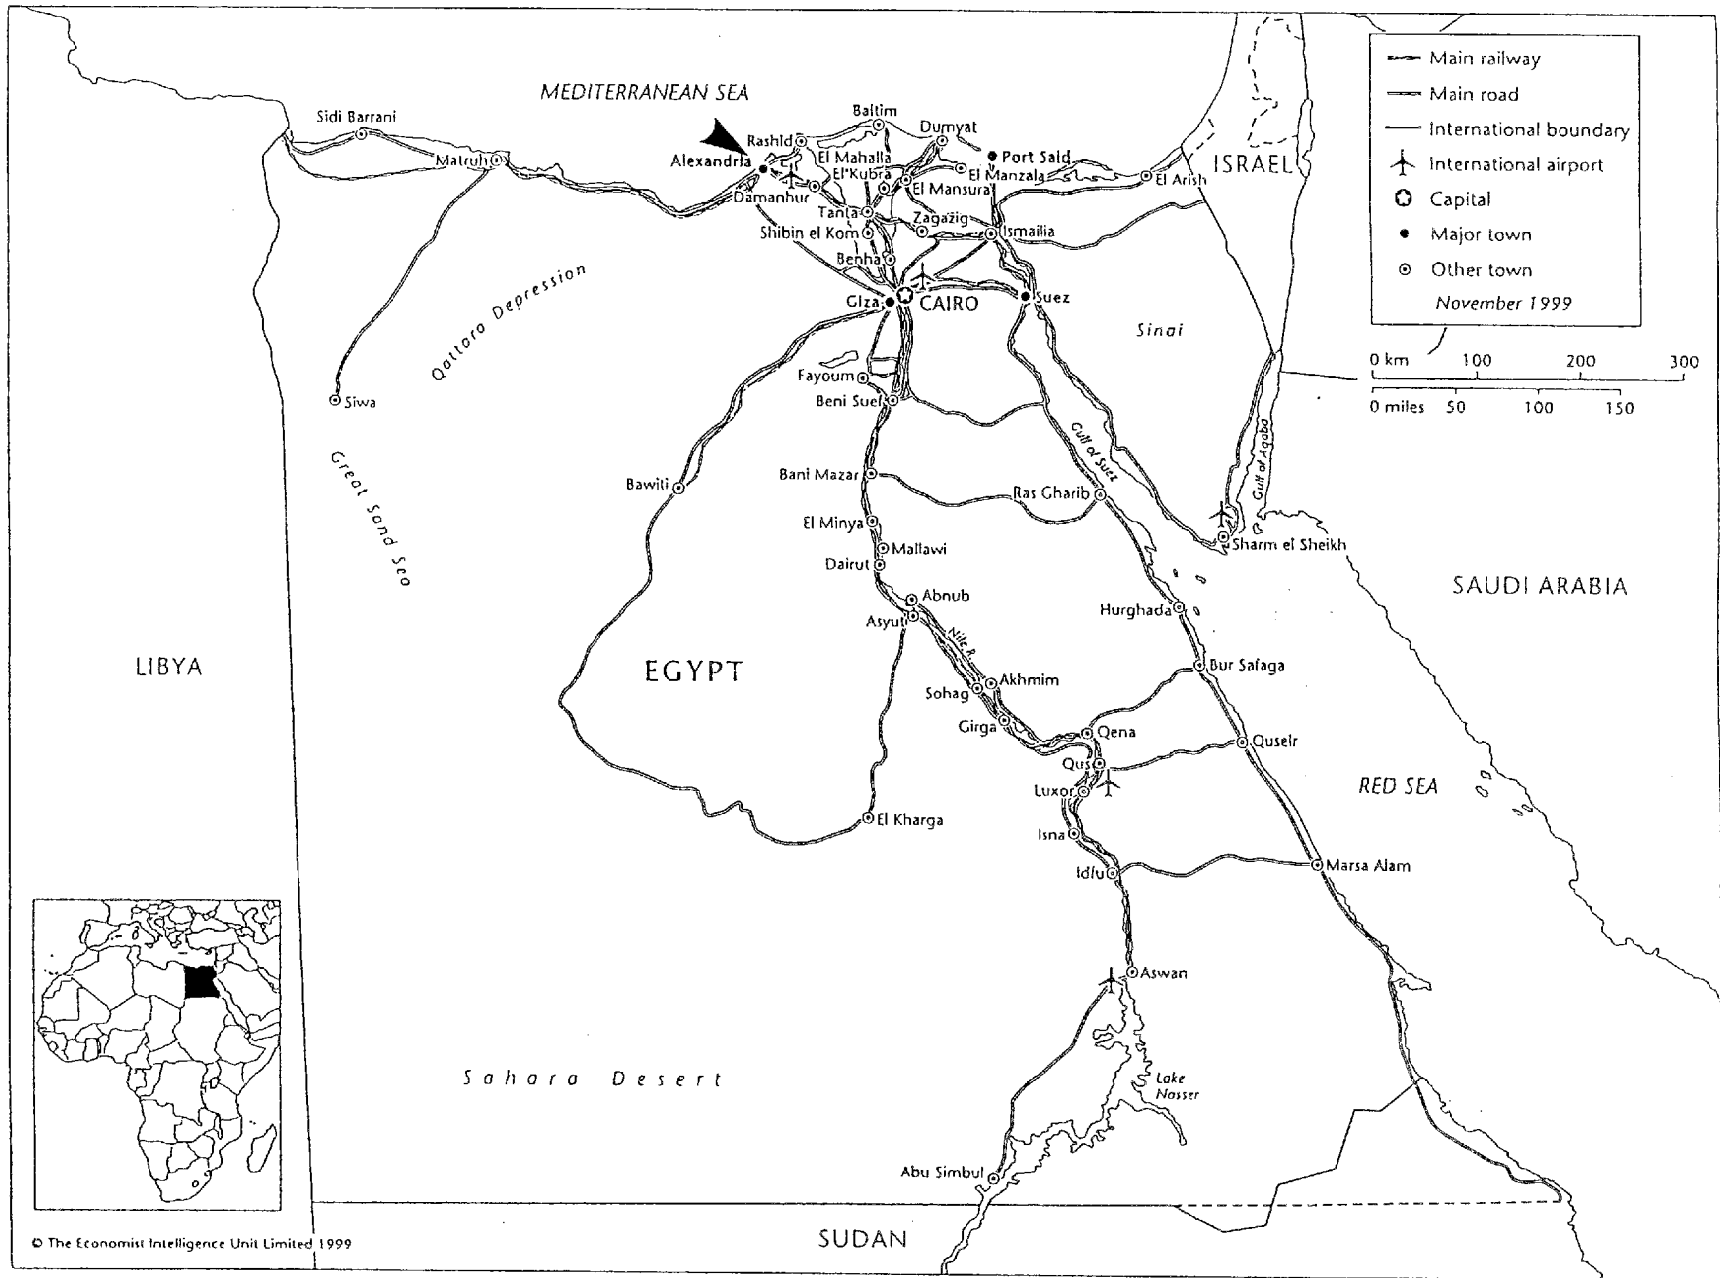 Main railway
Main road
International boundary
International airport
Capital
Major town
Other town
November 1999
0 km 100 200 300
0 miles 50 100 150
MEDITERRANEAN SEA
Sidi Barrani
Matruh
Alexandria
Rashid
Baltim
Dumyat
Port Said
El Mahalla
El Kubra
El Manzala
El Mansura
El Arish
ISRAEL
Damanhur
Tanta
Zagazig
Shibin el Kom
Ismailia
Benha
Giza
CAIRO
Suez
Sinai
Qattara Depression
Siwa
Fayoum
Beni Suef
Great Sand Sea
Gulf of Suez
Gulf of Aqaba
Bawiti
Bani Mazar
Ras Gharib
El Minya
Mallawi
Dairut
Sharm el Sheikh
SAUDI ARABIA
Abnub
Asyut
Nile R.
Hurghada
LIBYA
EGYPT
Bur Safaga
Akhmim
Sohag
Girga
Qena
Quseir
Qus
Luxor
RED SEA
El Kharga
Isna
Idfu
Marsa Alam
Aswan
Sahara Desert
Lake
Nasser
Abu Simbul
SUDAN
© The Economist Intelligence Unit Limited 1999